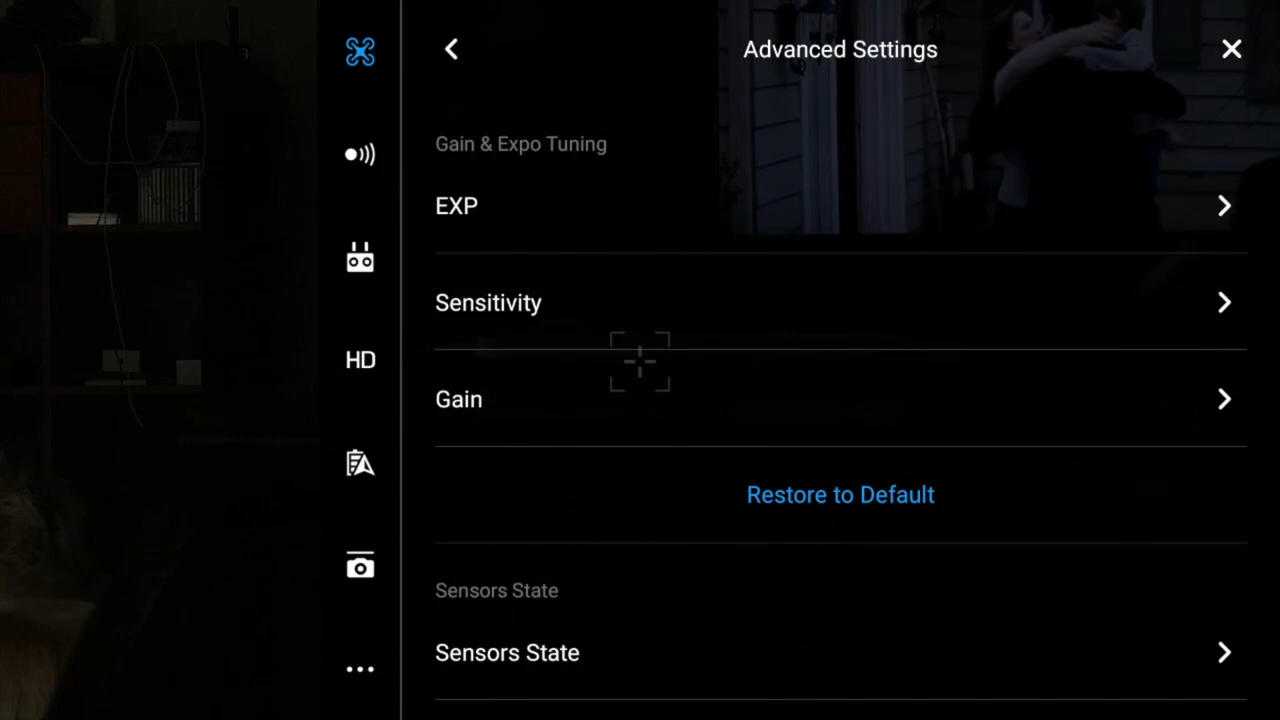 Advanced Settings
Gain & Expo Tuning
EXP
Sensitivity
HD
Gain
Restore to Default
Sensors State
Sensors State